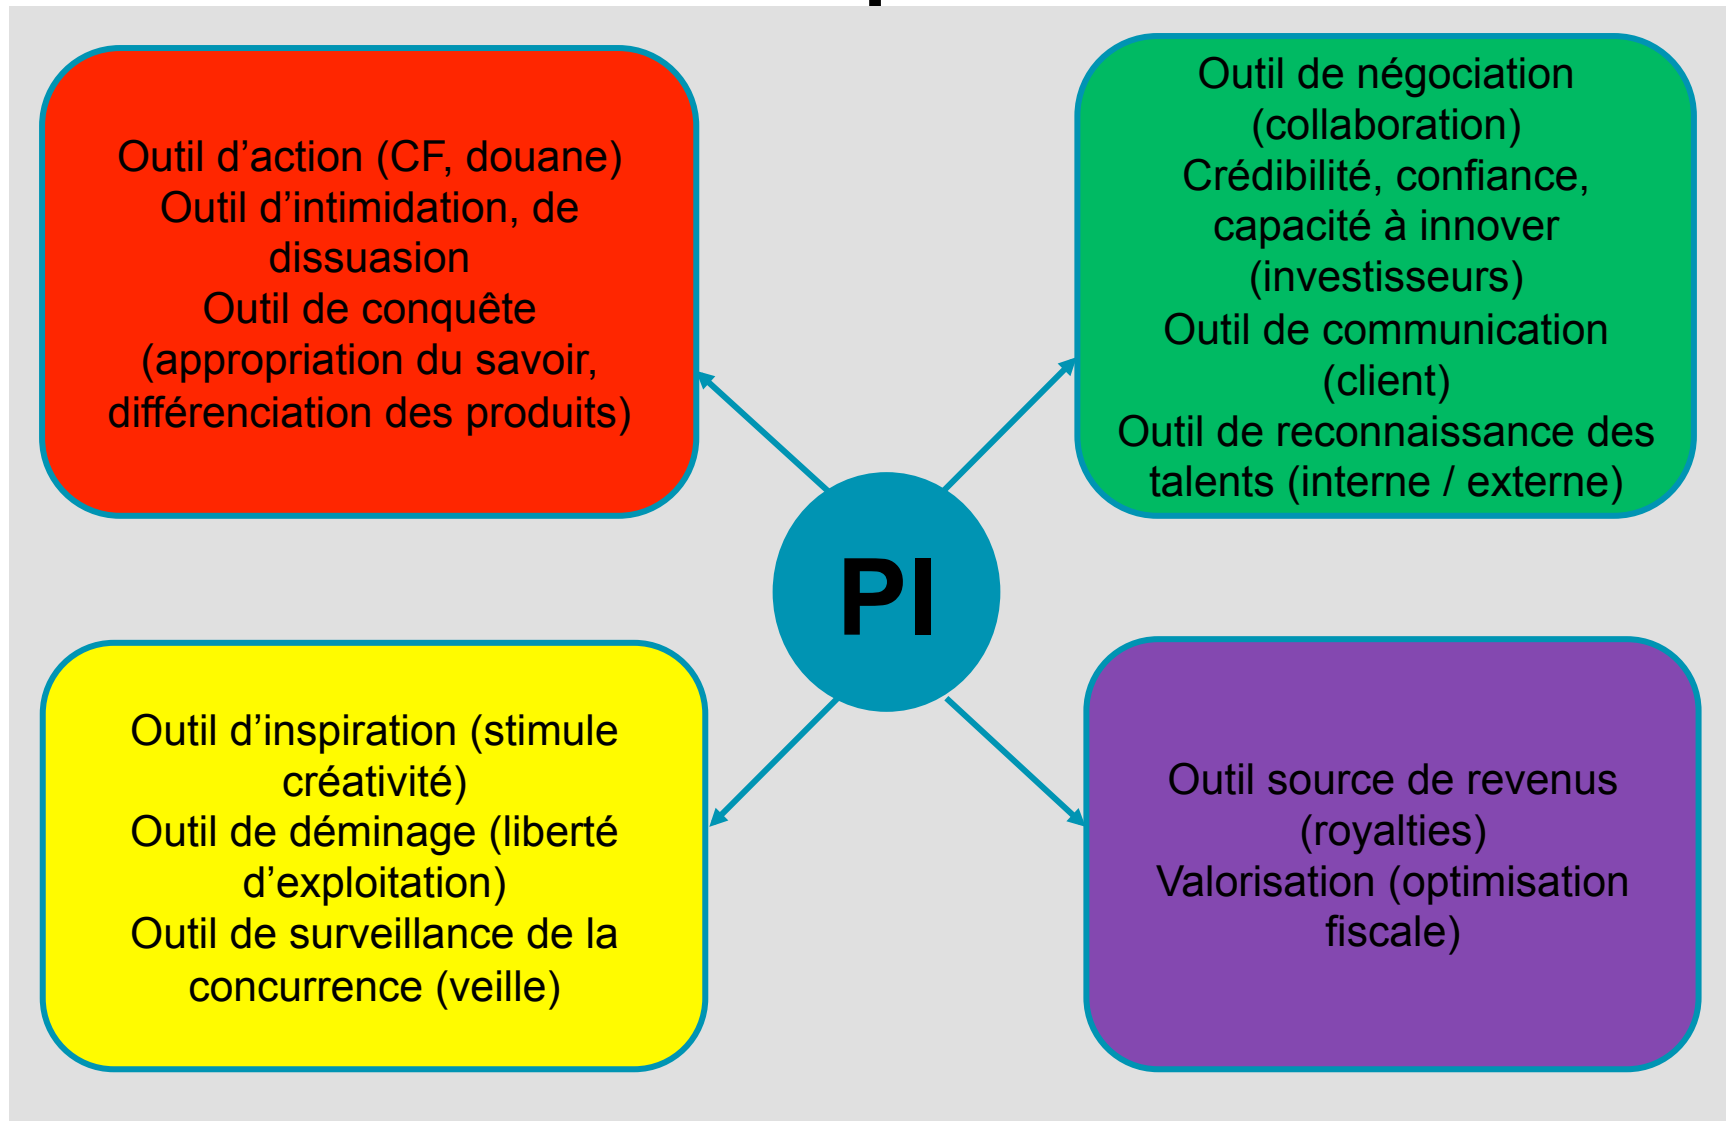 Outil d’action (CF, douane)
Outil d’intimidation, de
dissuasion
Outil de conquête
(appropriation du savoir,
différenciation des produits)
Outil de négociation
(collaboration)
Crédibilité, confiance,
capacité à innover
(investisseurs)
Outil de communication
(client)
Outil de reconnaissance des
talents (interne / externe)
PI
Outil d’inspiration (stimule
créativité)
Outil de déminage (liberté
d’exploitation)
Outil de surveillance de la
concurrence (veille)
Outil source de revenus
(royalties)
Valorisation (optimisation
fiscale)